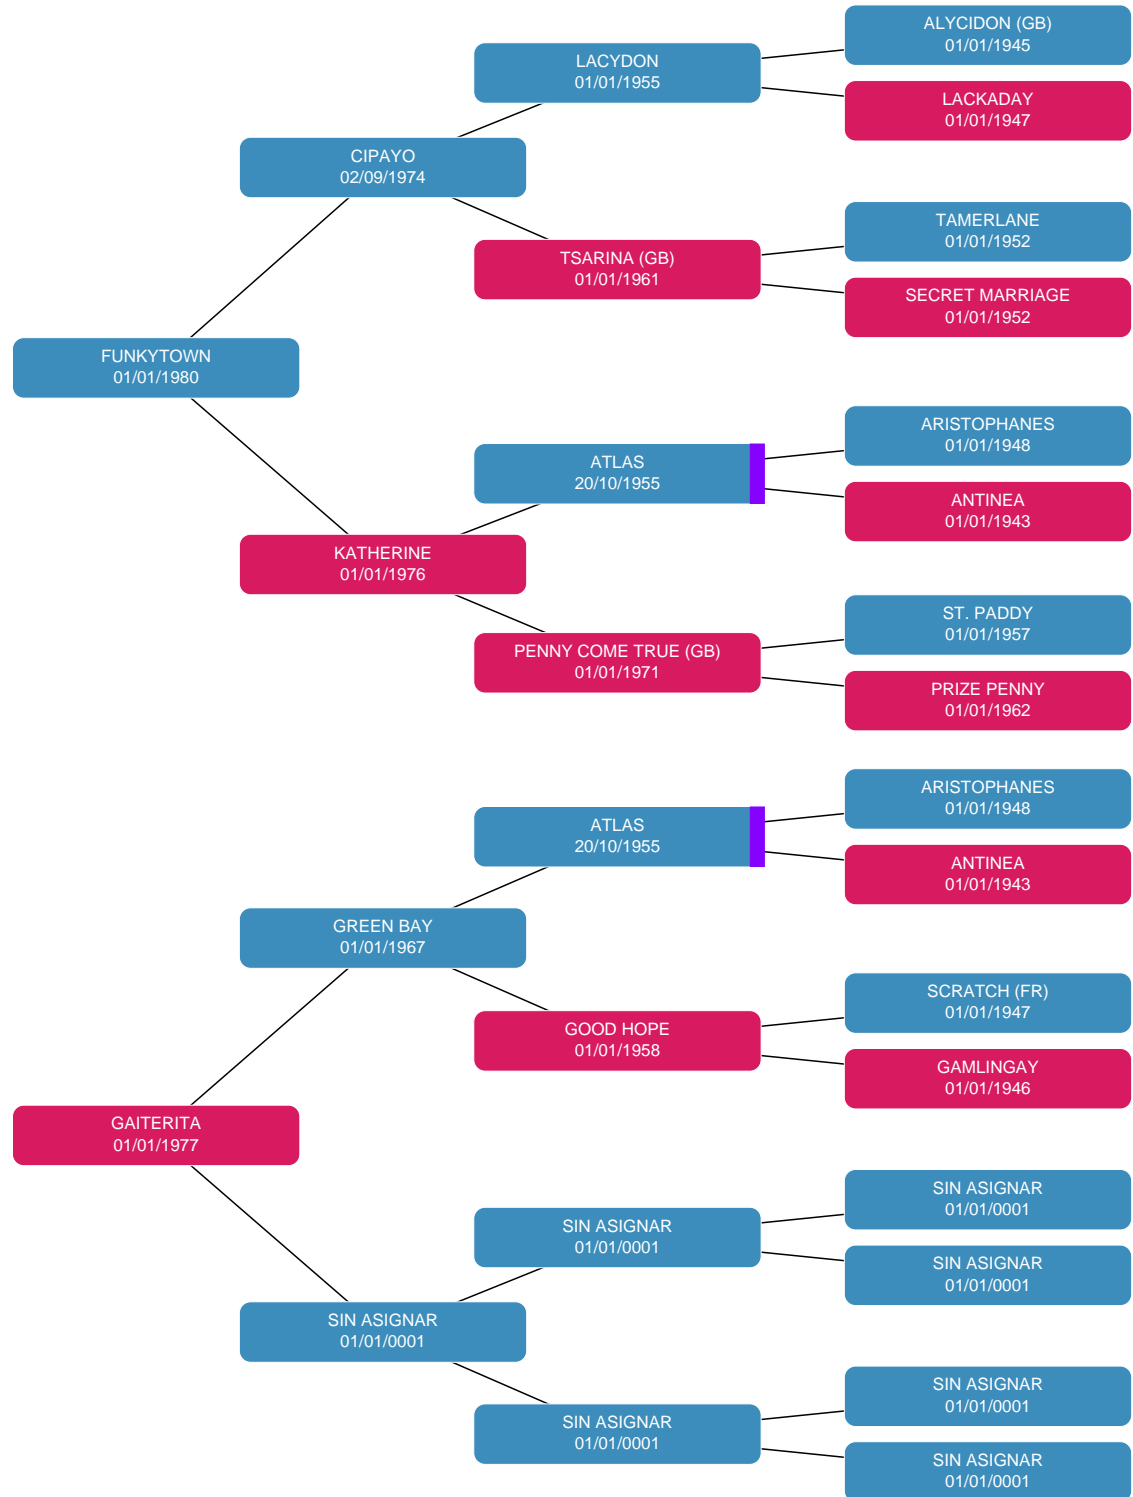 ALYCIDON (GB)
01/01/1945
LACYDON
01/01/1955
LACKADAY
01/01/1947
CIPAYO
02/09/1974
TAMERLANE
01/01/1952
TSARINA (GB)
01/01/1961
SECRET MARRIAGE
01/01/1952
FUNKYTOWN
01/01/1980
ARISTOPHANES
01/01/1948
ATLAS
20/10/1955
ANTINEA
01/01/1943
KATHERINE
01/01/1976
ST. PADDY
01/01/1957
PENNY COME TRUE (GB)
01/01/1971
PRIZE PENNY
01/01/1962
ARISTOPHANES
01/01/1948
ATLAS
20/10/1955
ANTINEA
01/01/1943
GREEN BAY
01/01/1967
SCRATCH (FR)
01/01/1947
GOOD HOPE
01/01/1958
GAMLINGAY
01/01/1946
GAITERITA
01/01/1977
SIN ASIGNAR
01/01/0001
SIN ASIGNAR
01/01/0001
SIN ASIGNAR
01/01/0001
SIN ASIGNAR
01/01/0001
SIN ASIGNAR
01/01/0001
SIN ASIGNAR
01/01/0001
SIN ASIGNAR
01/01/0001